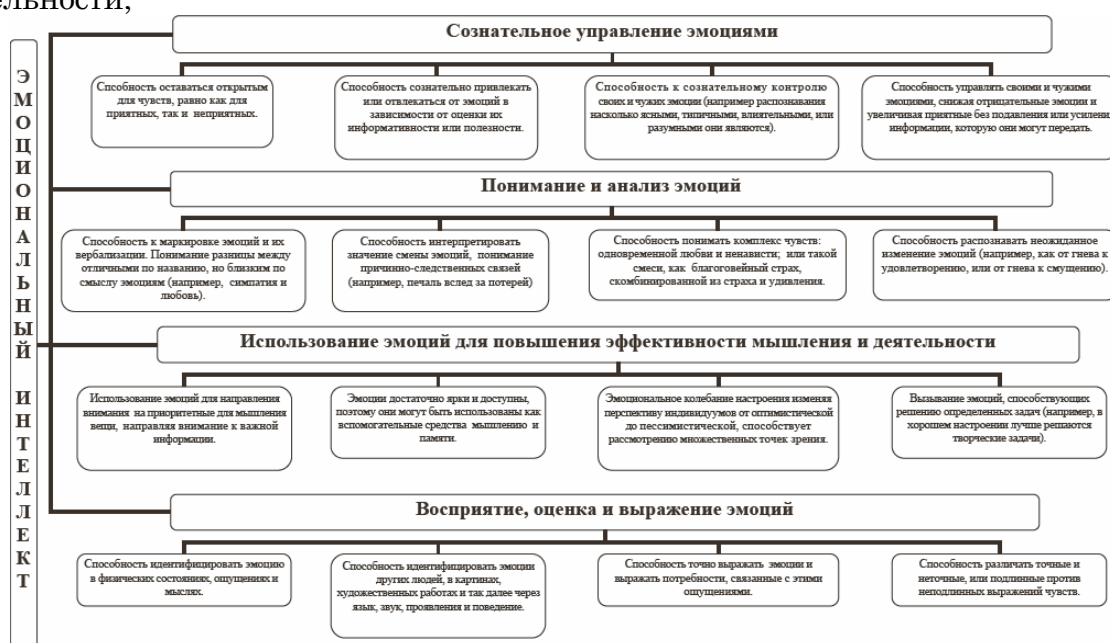 ельности,
ЭМОЦИОНАЛЬНЫЙ ИНТЕЛЛЕКТ
Сознательное управление эмоциями
Спсобность оставаться открытым
для чувств, равно как для
приятных, так и неприятных.
Способность сознательно привлекать
или отвлекаться от эмоций в
зависимости от оценки их
информативности или полезности.
Способность к сознательному контролю
своих и чужих эмоции (например распознавания
насколько ясными, типичными, влиятельными, или
разумными они являются).
Способность управлять своими и чужими
эмоциями, снижая отрицательные эмоции и
увеличивая приятные без подавления или усилени
информации, которую они могут передать.
Понимание и анализ эмоций
Способность к маркировке эмоций и их
вербализации. Понимание разницы между
отличными по названию, но близким по
смыслу эмоциям (например, симпатия и
любовь).
Способность интерпретировать
значение смены эмоций, понимание
причинно-следственных связей
(например, печаль вслед за потерей)
Способность понимать комплекс чувств:
одновременной любви и ненависти; или такой
смеси, как благоговейный страх,
скомбинированной из страха и удивления.
Способность распознавать неожиданное
изменение эмоций (например, как от гнева к
удовлетворению, или от гнева к смущению).
Использование эмоций для повышения эффективности мышления и деятельности
Использование эмоций для направления
внимания на приоритетные для мышления
вещи, направляя внимание к важной
информации.
Эмоции достаточно ярки и доступны,
поэтому они могут быть использованы как
вспомогательные средства мышлению и
памяти.
Эмоциональное колебание настроения изменяя
перспективу индивидуумов от оптимистической
до пессимистической, способствует
рассмотрению множественных точек зрения.
Вызывание эмоций, способствующих
решению определенных задач (например, в
хорошем настроении лучше решаются
творческие задачи).
Восприятие, оценка и выражение эмоций
Способность идентифицировать эмоцию
в физических состояниях, ощущениях и
мыслях.
Способность идентифицировать эмоции
других людей, в картинах,
художественных работах и так далее через
язык, звук, проявления и поведение.
Способность точно выражать эмоции и
выражать потребности, связанные с этими
ощущениями.
Способность различать точные и
неточные, или подлинные против
неподлинных выражений чувств.